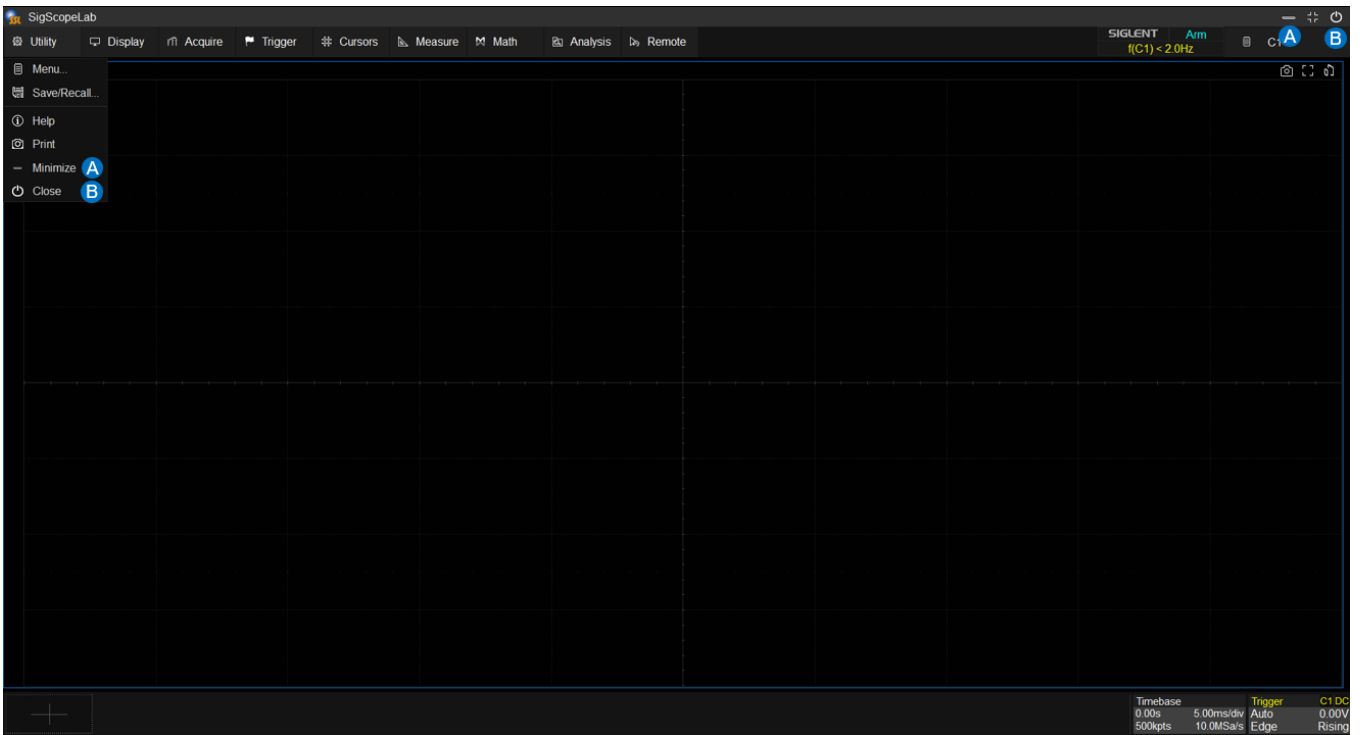 SigScopeLab
Utility Display Acquire Trigger Cursors Measure Math Analysis Remote
SIGLENT Arm
f(C1) < 2.0Hz
C1 A B
Menu...
Save/Recall...
Help
Print
Minimize A
Close B
Timebase Trigger C1 DC
0.00s 5.00ms/div Auto 0.00V
500kpts 10.0MSa/s Edge Rising